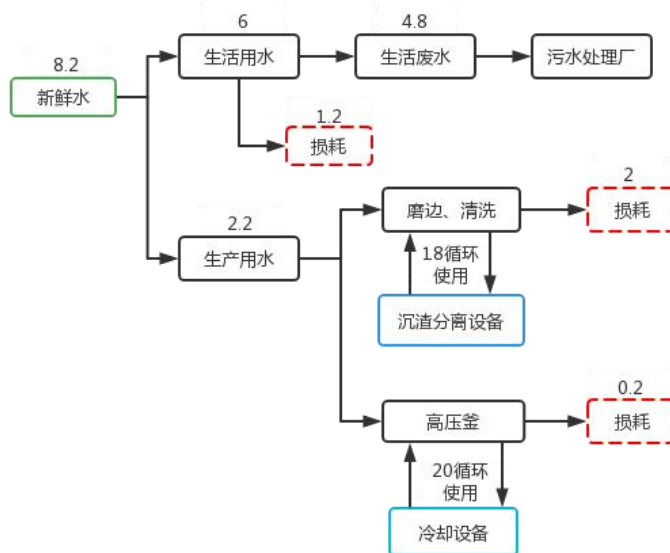 6
4.8
8.2
生活用水
生活废水
污水处理厂
新鲜水
1.2
损耗
2.2
2
生产用水
磨边、清洗
损耗
18循环
使用
沉渣分离设备
0.2
高压釜
损耗
20循环
使用
冷却设备